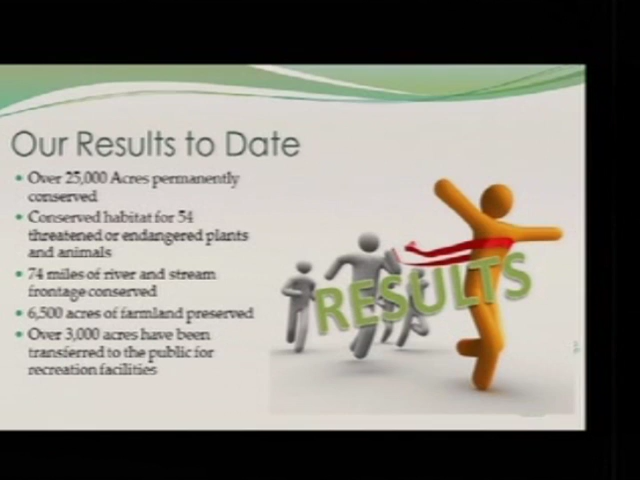 Our Results to Date
• Over 25,000 Acres permanently
conserved
• Conserved habitat for 54
threatened or endangered plants
and animals
• 74 miles of river and stream
frontage conserved
• 6,500 acres of farmland preserved
• Over 3,000 acres have been
transferred to the public for
recreation facilities
RESULTS